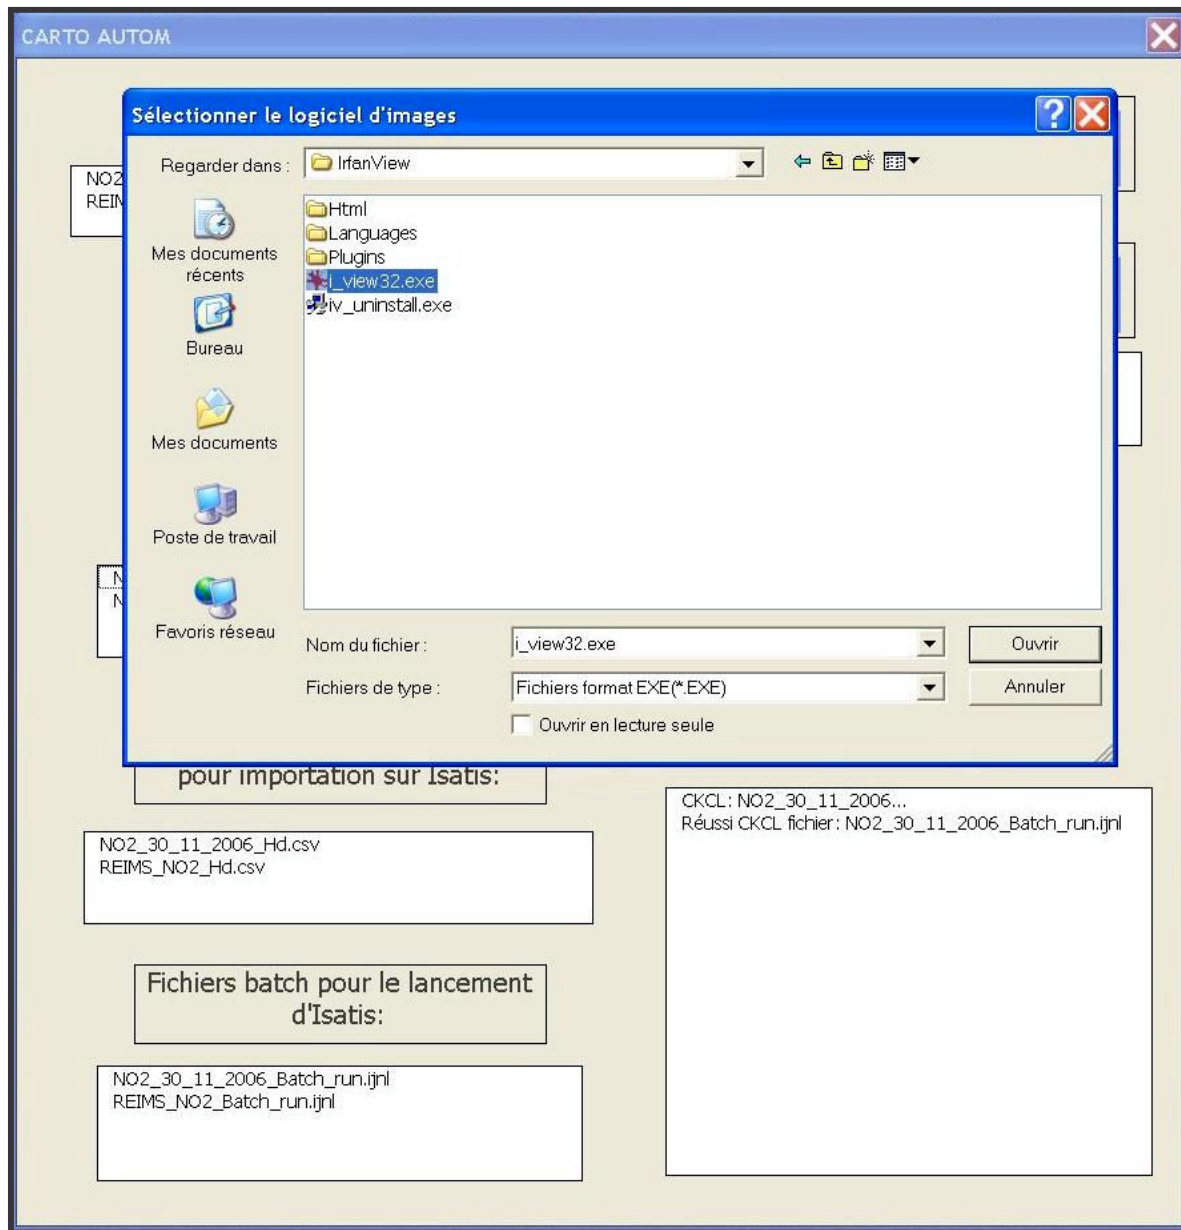 CARTO AUTOM
Sélectionner le logiciel d'images
Regarder dans :
IrfanView
NO2
REIM
Html
Languages
Plugins
i_view32.exe
iv_uninstall.exe
Mes documents
récents
Bureau
Mes documents
Poste de travail
Favoris réseau
Nom du fichier :
i_view32.exe
Ouvrir
Fichiers de type :
Fichiers format EXE(*.EXE)
Annuler
Ouvrir en lecture seule
pour importation sur Isatis:
NO2_30_11_2006_Hd.csv
REIMS_NO2_Hd.csv
Fichiers batch pour le lancement
d'Isatis:
NO2_30_11_2006_Batch_run.ijnl
REIMS_NO2_Batch_run.ijnl
CKCL: NO2_30_11_2006...
Réussi CKCL fichier: NO2_30_11_2006_Batch_run.ijnl